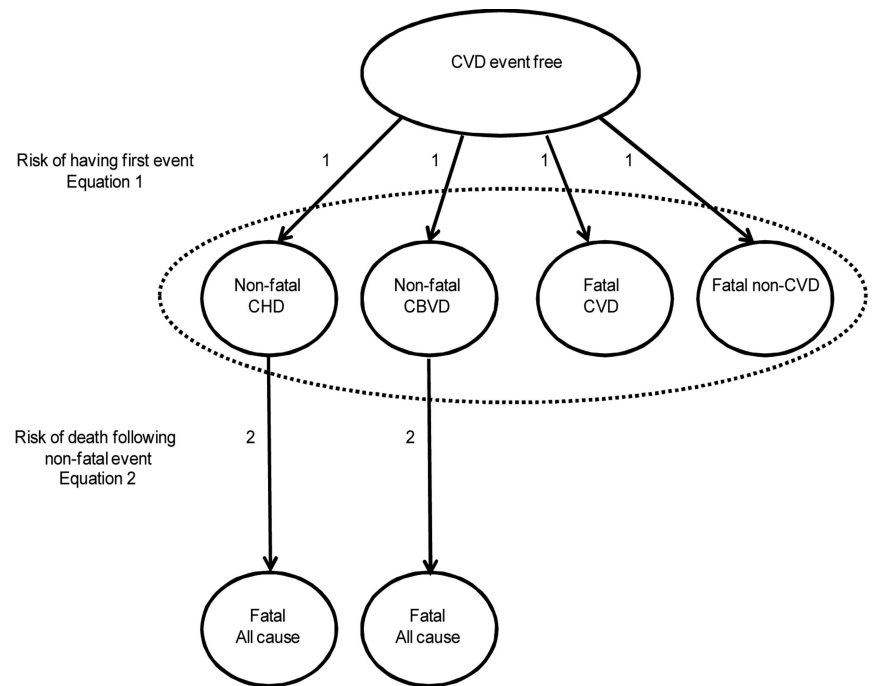 CVD event free
Risk of having first event
Equation 1
1
1
1
1
Non-fatal
CHD
Non-fatal
CBVD
Fatal
CVD
Fatal non-CVD
Risk of death following
non-fatal event
Equation 2
2
2
Fatal
All cause
Fatal
All cause